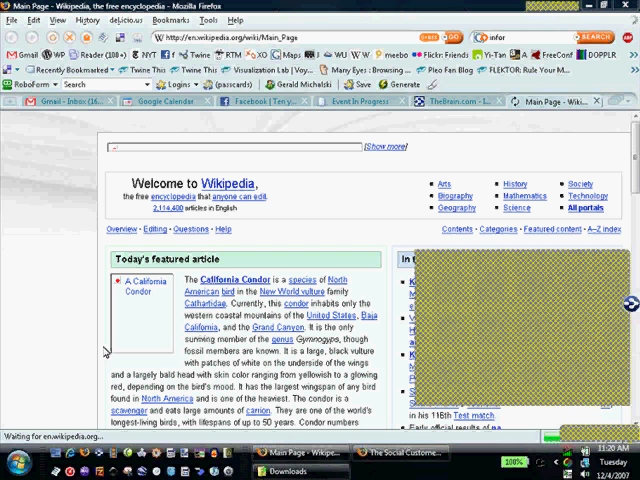 Main Page - Wikipedia, the free encyclopedia - Mozilla Firefox
File Edit View History del.icio.us Bookmarks Tools Help
http://en.wikipedia.org/wiki/Main_Page
GO
infor
SEARCH
Gmail WP Reader (100+) NYT f Twine RTM XO Maps J WU W meebo Flickr: Friends Yi-Tan FreeConf DOPPLR
Recently Bookmarked Twine This Twine This Visualization Lab Many Eyes : Browsing... Pleo Fan Blog FLEKTOR: Rule Your M...
RoboForm Search Logins (passcards) Gerald Michalski Save Generate
Gmail - Inbox (16... Google Calendar Facebook | Ten y... Event In Progress TheBrain.com - I... Main Page - Wiki...
[Show more]
Welcome to Wikipedia,
the free encyclopedia that anyone can edit.
2,114,400 articles in English
Arts History Society
Biography Mathematics Technology
Geography Science All portals
Overview · Editing · Questions · Help
Contents · Categories · Featured content · A–Z index
Today's featured article
In t
A California Condor
The California Condor is a species of North
American bird in the New World vulture family
Cathartidae. Currently, this condor inhabits only the
western coastal mountains of the United States, Baja
California, and the Grand Canyon. It is the only
surviving member of the genus Gymnogyps, though
fossil members are known. It is a large, black vulture
with patches of white on the underside of the wings
and a largely bald head with skin color ranging from yellowish to a glowing
red, depending on the bird's mood. It has the largest wingspan of any bird
found in North America and is one of the heaviest. The condor is a
scavenger and eats large amounts of carrion. They are one of the world's
longest-living birds, with lifespans of up to 50 years. Condor numbers
in his 116th Test match.
Early official results of
Waiting for en.wikipedia.org...
Main Page - Wikipe... The Social Custome...
Downloads
100%
11:20 AM
Tuesday
12/4/2007